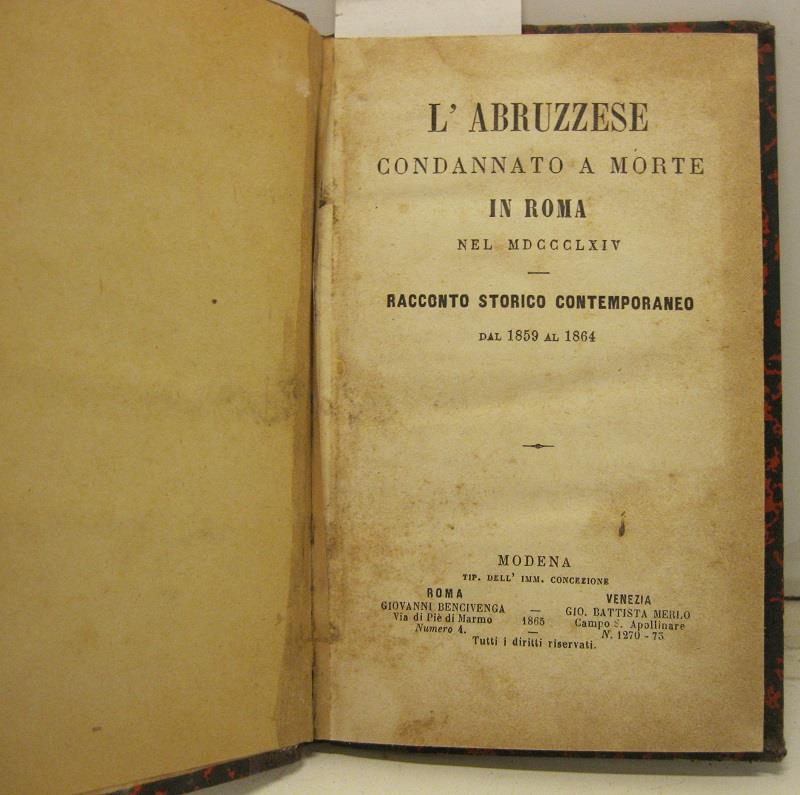 L' ABRUZZESE
CONDANNATO A MORTE
IN ROMA
NEL MDCCCLXIV
RACCONTO STORICO CONTEMPORANEO
DAL 1859 AL 1864
MODENA
TIP. DELL' IMM. CONCEZIONE
ROMA
GIOVANNI BENCIVENGA
Via di Piè di Marmo
Numero 4.
—
1865
—
VENEZIA
GIO. BATTISTA MERLO
Campo S. Apollinare
N. 1270 - 73
Tutti i diritti riservati.